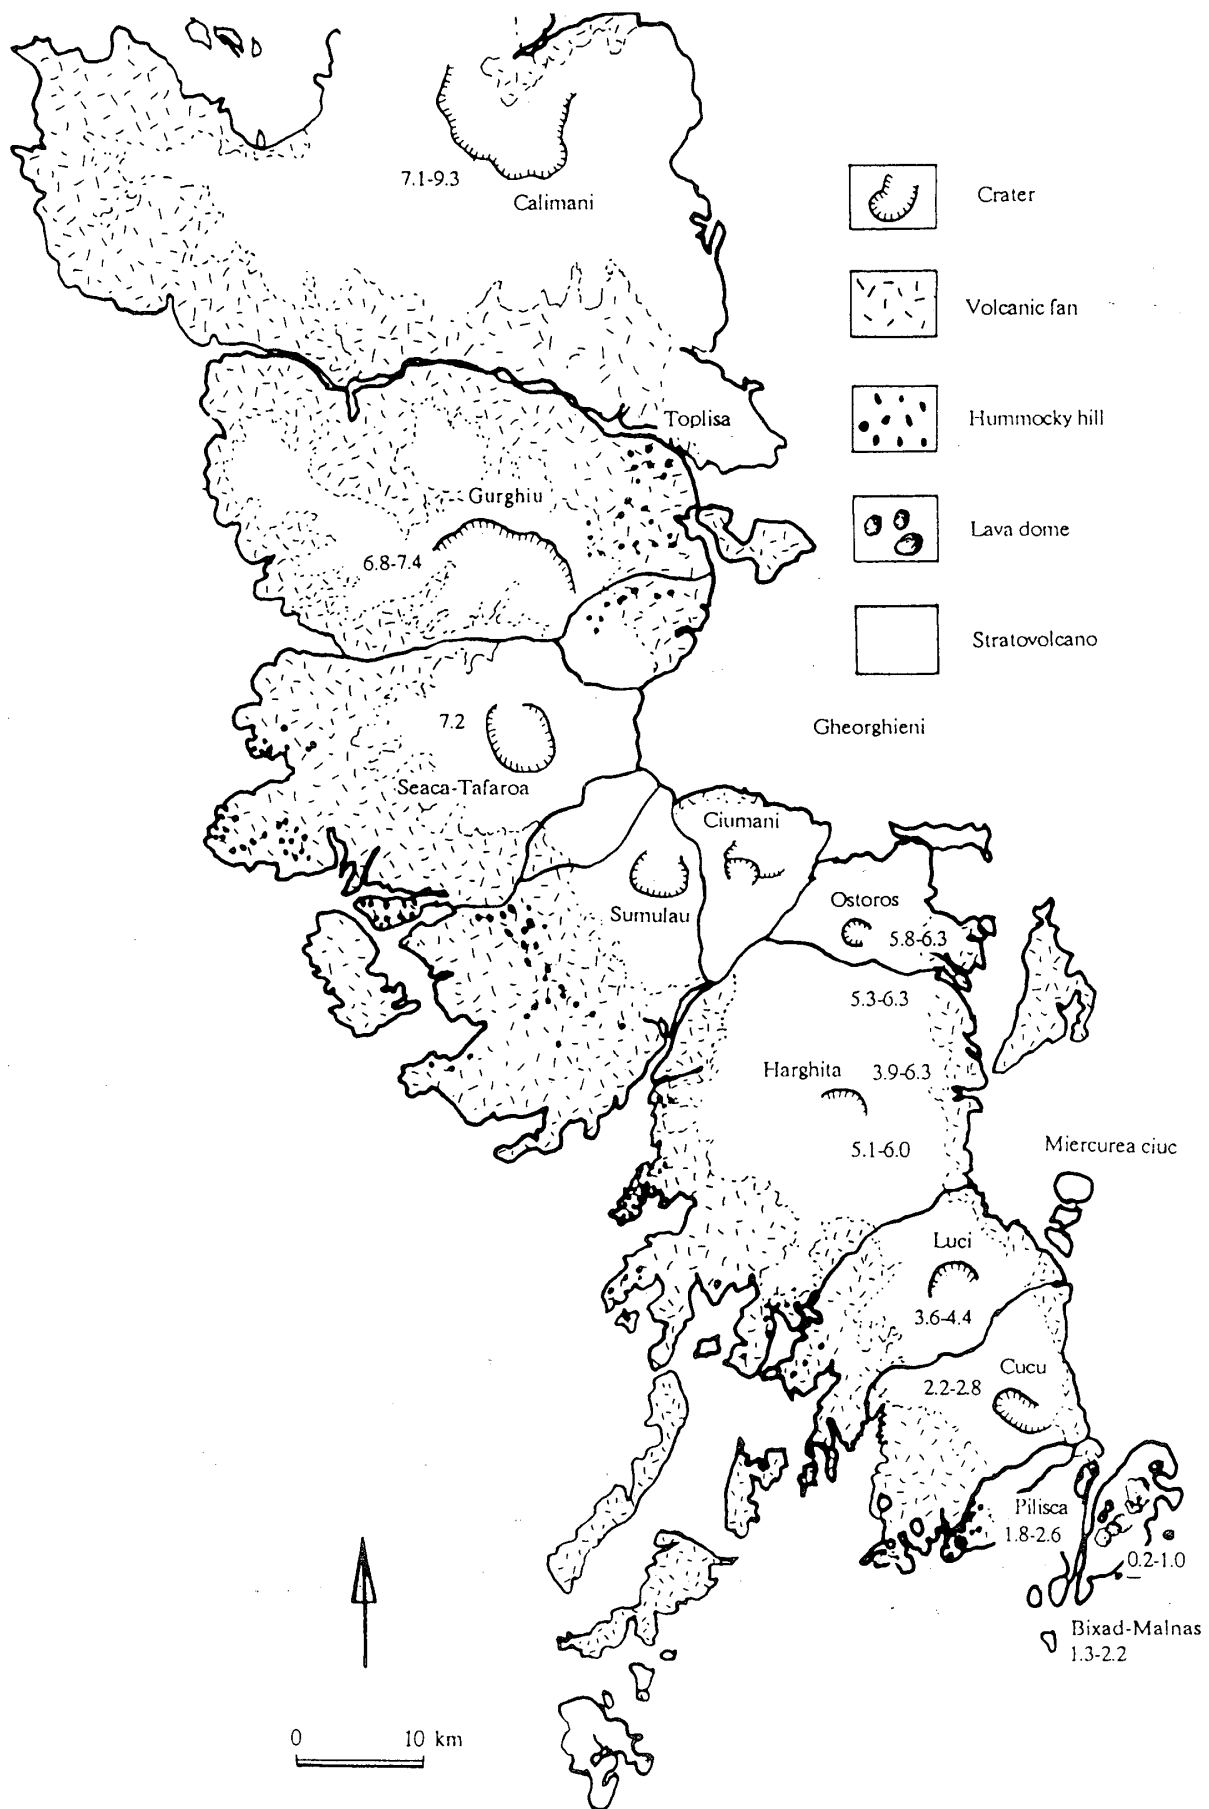 7.1-9.3
Calimani
Crater
Volcanic fan
Hummocky hill
Lava dome
Stratovolcano
Toplisa
Gurghiu
6.8-7.4
7.2
Seaca-Tafaroa
Gheorghieni
Ciumani
Sumulau
Ostoros
5.8-6.3
5.3-6.3
Harghita 3.9-6.3
5.1-6.0
Miercurea ciuc
Luci
3.6-4.4
Cucu
2.2-2.8
Pilisca
1.8-2.6
0.2-1.0
Bixad-Malnas
1.3-2.2
0 10 km